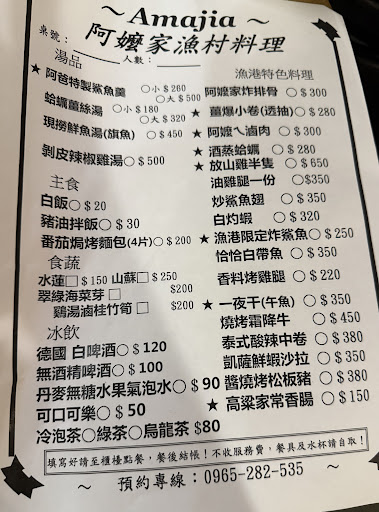 ~ Amajia ~
阿嬤家漁村料理
桌號：
人數：
湯品
★ 阿爸特製鯊魚羹 ○小 $ 260
○大 $ 500
蛤蠣薑絲湯 ○小 $ 180
○大 $ 320
現撈鮮魚湯(旗魚) ○ $ 450
剝皮辣椒雞湯○ $ 500
主食
白飯○ $ 20
豬油拌飯○ $ 30
番茄焗烤麵包(4片)○ $ 200
食蔬
水蓮□ $ 150 山蘇□ $ 250
翠綠海菜芽□ $200
雞湯滷桂竹筍□ $200
冰飲
德國 白啤酒○ $ 120
無酒精啤酒○ $ 100
丹麥無糖水果氣泡水○ $ 90
可口可樂○ $ 50
冷泡茶○綠茶○烏龍茶 $80
漁港特色料理
阿嬤家炸排骨 ○ $ 300
★ 薑爆小卷(透抽)○ $ 280
★ 阿嬤ㄟ滷肉 ○ $ 300
★ 酒蒸蛤蠣 ○ $ 280
★ 放山雞半隻 ○ $ 650
油雞腿一份 ○ $350
炒鯊魚翅 ○ $ 350
白灼蝦 ○ $ 320
★ 漁港限定炸鯊魚○ $ 250
恰恰白帶魚 ○ $ 350
香料烤雞腿 ○ $ 220
★ 一夜干(午魚) ○ $ 350
燒烤霜降牛 ○ $ 450
泰式酸辣中卷 ○ $ 380
凱薩鮮蝦沙拉 ○ $ 350
醬燒烤松板豬 ○ $ 380
★ 高粱家常香腸 ○ $ 150
填寫好請至櫃檯點餐，餐後結帳！不收服務費，餐具及水杯請自取！
~ 預約專線：0965-282-535 ~